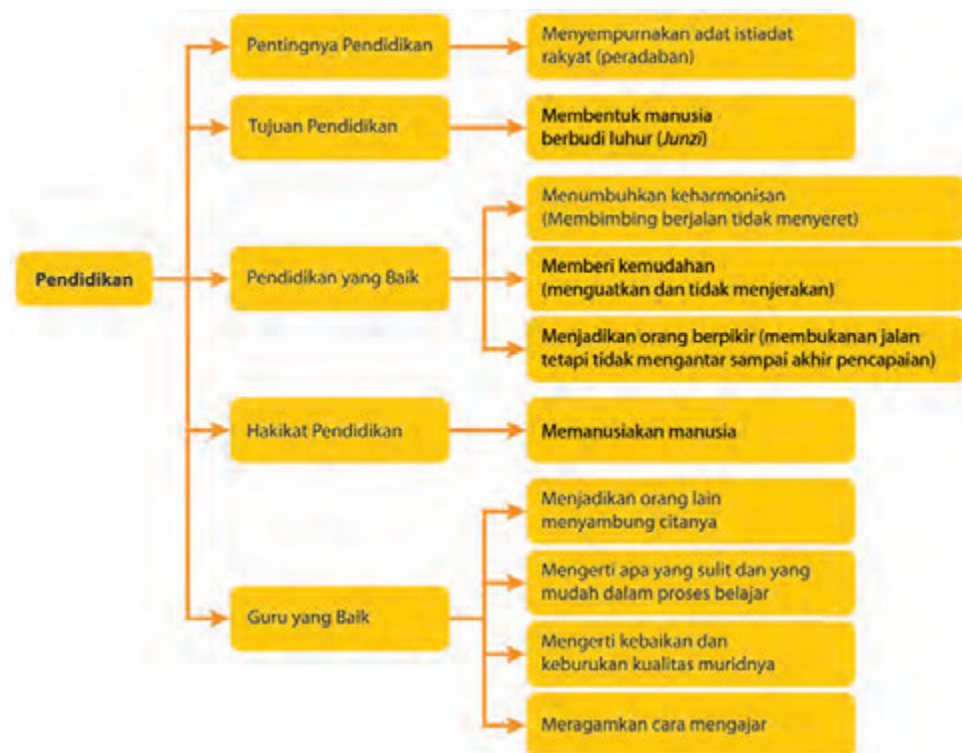 Pendidikan
Pentingnya Pendidikan
Menyempurnakan adat istiadat
rakyat (peradaban)
Tujuan Pendidikan
Membentuk manusia
berbudi luhur (Junzi)
Pendidikan yang Baik
Menumbuhkan keharmonisan
(Membimbing berjalan tidak menyeret)
Memberi kemudahan
(menguatkan dan tidak menjerakan)
Menjadikan orang berpikir (membukanan jalan
tetapi tidak mengantar sampai akhir pencapaian)
Hakikat Pendidikan
Memanusiakan manusia
Guru yang Baik
Menjadikan orang lain
menyambung citanya
Mengerti apa yang sulit dan yang
mudah dalam proses belajar
Mengerti kebaikan dan
keburukan kualitas muridnya
Meragamkan cara mengajar